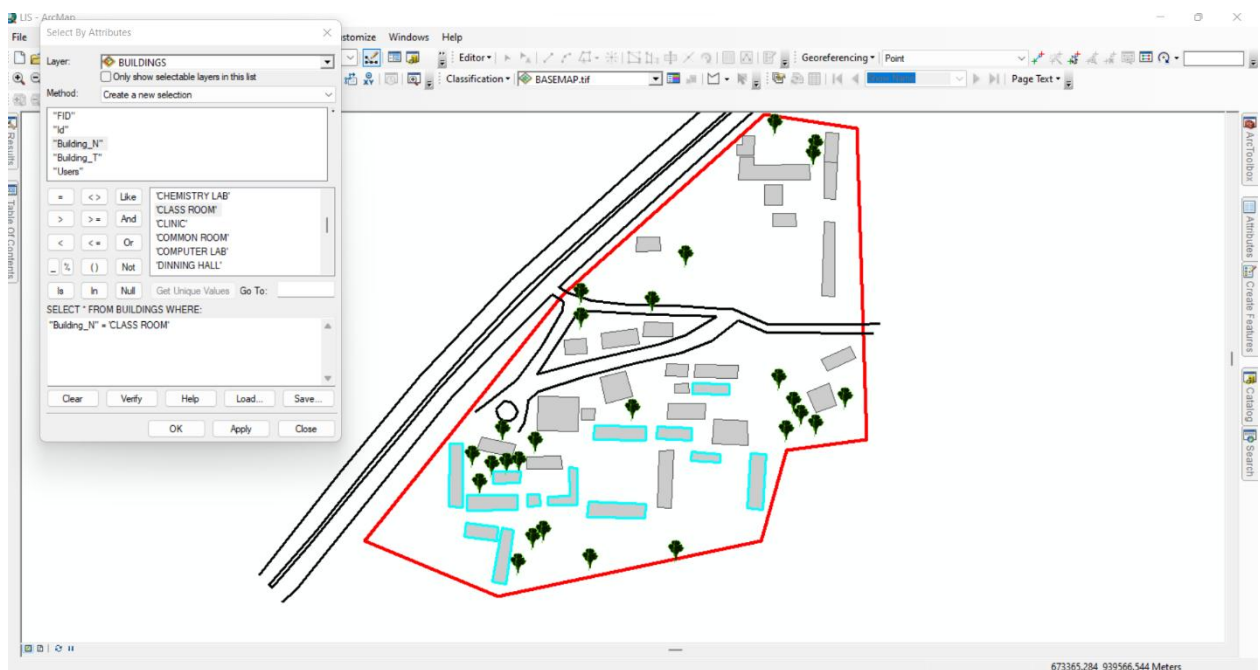 LIS - ArcMap
File
stomize Windows Help
Select By Attributes
Layer: BUILDINGS
Only show selectable layers in this list
Method: Create a new selection
"FID"
"Id"
"Building_N"
"Building_T"
"Users"
= < > Like
> > = And
< < = Or
_ % () Not
Is In Null
'CHEMISTRY LAB'
'CLASS ROOM'
'CLINIC'
'COMMON ROOM'
'COMPUTER LAB'
'DINNING HALL'
Get Unique Values Go To:
SELECT * FROM BUILDINGS WHERE:
"Building_N" = 'CLASS ROOM'
Clear Verify Help Load... Save...
OK Apply Close
Editor Georeferencing Point
Classification BASEMAP.tif Page Text
Results
Table Of Contents
ArcToolbox
Attributes
Create Features
Catalog
Search
673365.284 939566.544 Meters